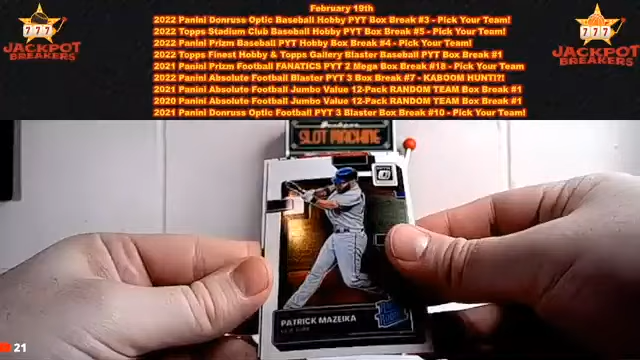 February 19th
2022 Panini Donruss Optic Baseball Hobby PYT Box Break #3 - Pick Your Team!
2022 Topps Stadium Club Baseball Hobby PYT Box Break #5 - Pick Your Team!
2022 Panini Prizm Baseball PYT Hobby Box Break #4 - Pick Your Team!
2022 Topps Finest Hobby & Topps Gallery Blaster Baseball PYT Box Break #1
2021 Panini Prizm Football FANATICS PYT 2 Mega Box Break #18 - Pick Your Team
2022 Panini Absolute Football Blaster PYT 3 Box Break #7 - KABOOM HUNT!?!
2021 Panini Absolute Football Jumbo Value 12-Pack RANDOM TEAM Box Break #1
2020 Panini Absolute Football Jumbo Value 12-Pack RANDOM TEAM Box Break #1
2021 Panini Donruss Optic Football PYT 3 Blaster Box Break #10 - Pick Your Team!
777
JACKPOT
BREAKERS
777
JACKPOT
BREAKERS
SLOT MACHINE
PATRICK MAZEIKA
21